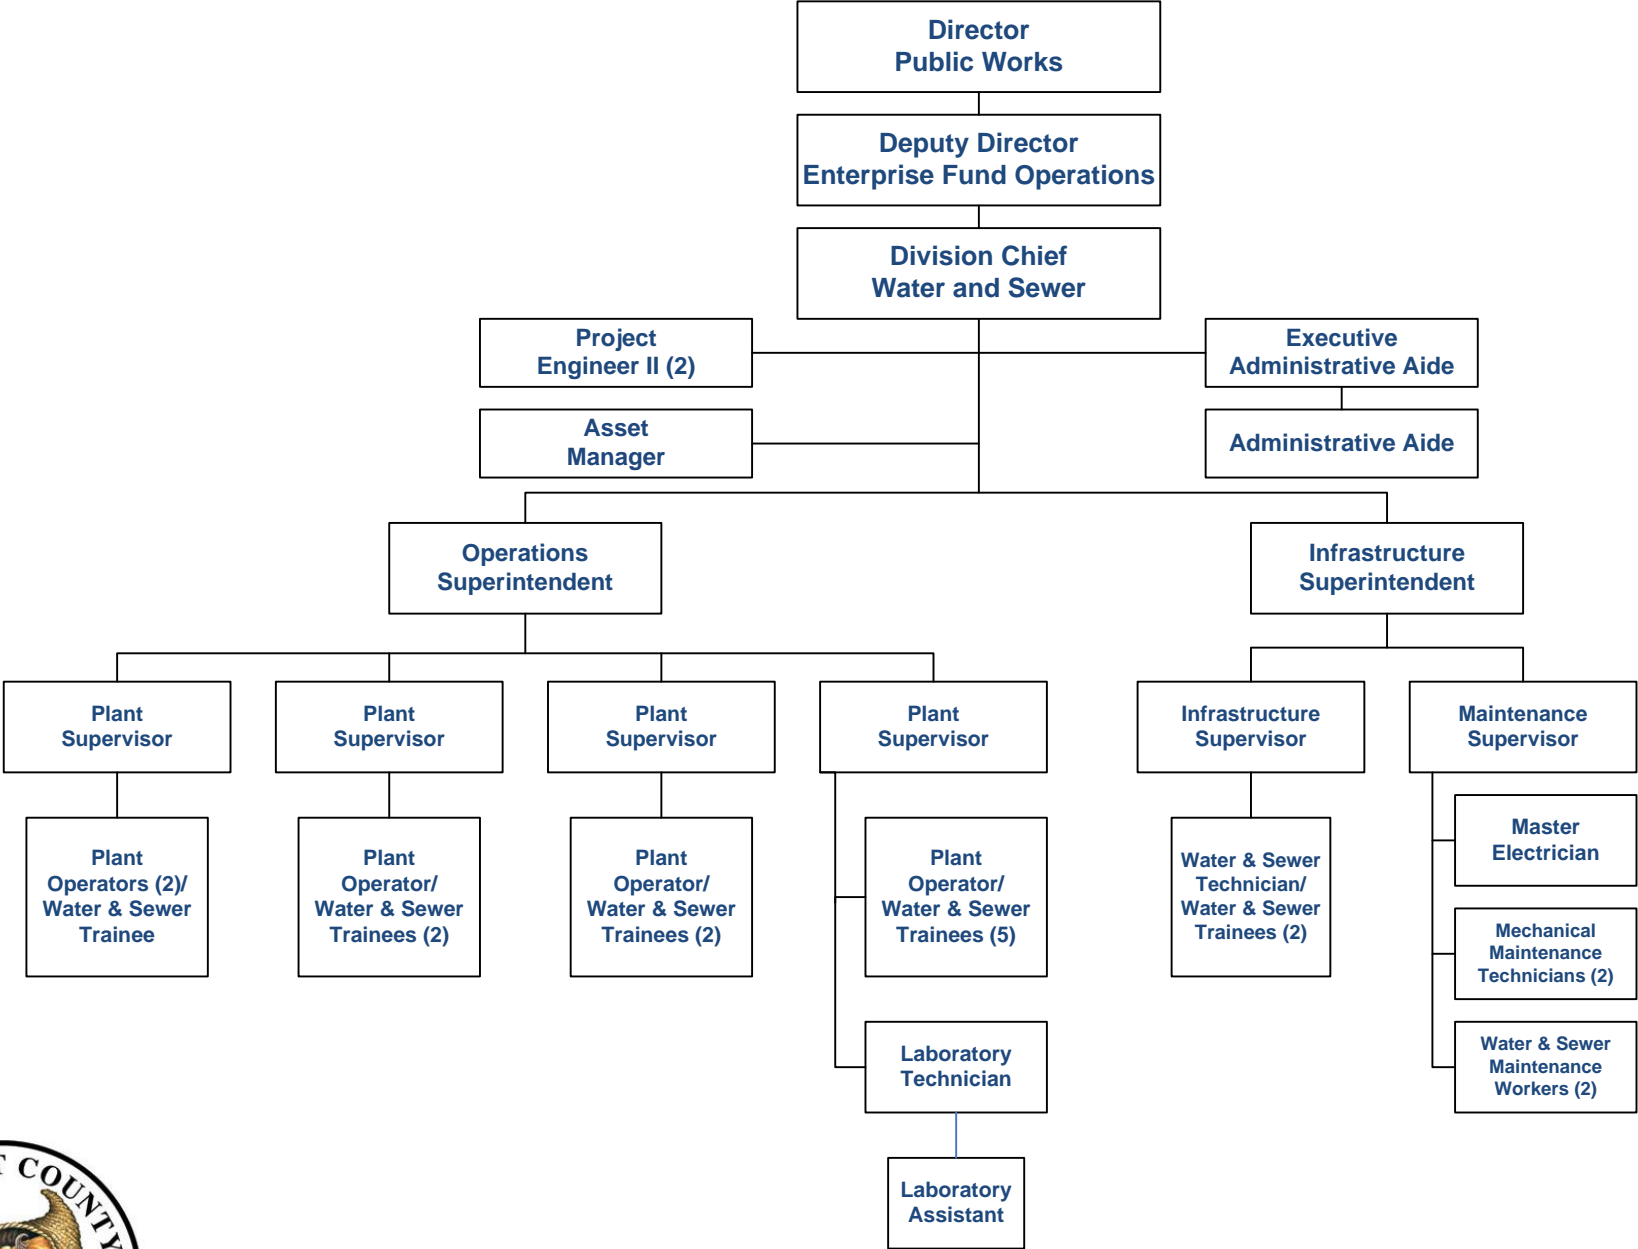 Director
Public Works
Deputy Director
Enterprise Fund Operations
Division Chief
Water and Sewer
Project
Engineer II (2)
Executive
Administrative Aide
Asset
Manager
Administrative Aide
Operations
Superintendent
Infrastructure
Superintendent
Plant
Supervisor
Plant
Supervisor
Plant
Supervisor
Plant
Supervisor
Infrastructure
Supervisor
Maintenance
Supervisor
Plant
Operators (2)/
Water & Sewer
Trainee
Plant
Operator/
Water & Sewer
Trainees (2)
Plant
Operator/
Water & Sewer
Trainees (2)
Plant
Operator/
Water & Sewer
Trainees (5)
Water & Sewer
Technician/
Water & Sewer
Trainees (2)
Master
Electrician
Mechanical
Maintenance
Technicians (2)
Water & Sewer
Maintenance
Workers (2)
Laboratory
Technician
Laboratory
Assistant
COUNTY